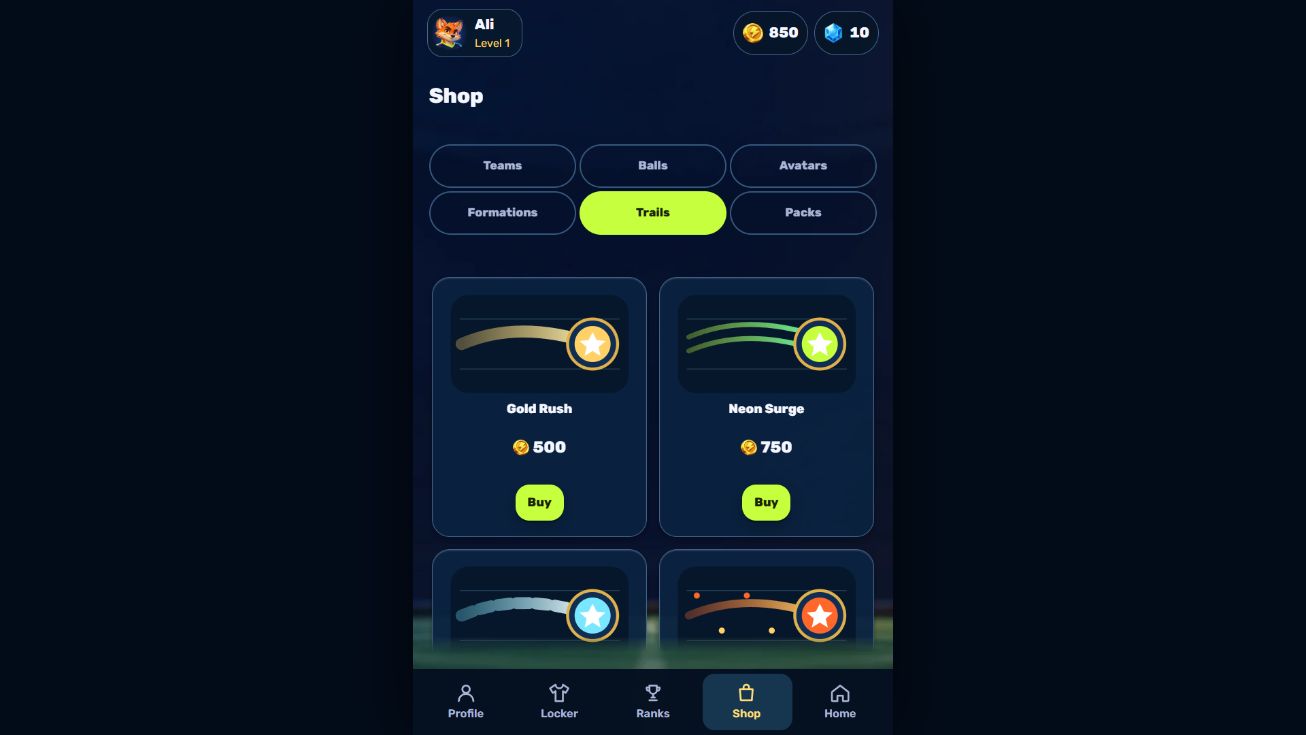 Ali
Level 1
850
10
Shop
Teams
Balls
Avatars
Formations
Trails
Packs
Gold Rush
Neon Surge
500
750
Buy
Buy
Profile
Locker
Ranks
Shop
Home